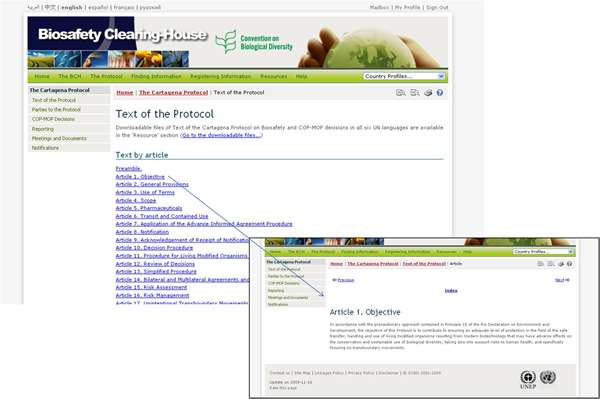 العربية | 中文 | english | español | français | русский
Mailbox | My Profile | Sign Out
Biosafety Clearing-House
Convention on
Biological Diversity
Home The BCH The Protocol Finding Information Registering Information Resources Help Country Profiles...
The Cartagena Protocol
Text of the Protocol
Parties to the Protocol
COP-MOP Decisions
Reporting
Meetings and Documents
Notifications
Home | The Cartagena Protocol | Text of the Protocol
Text of the Protocol
Downloadable files of Text of the Cartagena Protocol on Biosafety and COP-MOP decisions in all six UN languages are available
in the 'Resource' section (Go to the downloadable files...)
Text by article
Preamble.
Article 1. Objective
Article 2. General Provisions
Article 3. Use of Terms
Article 4. Scope
Article 5. Pharmaceuticals
Article 6. Transit and Contained Use
Article 7. Application of the Advance Informed Agreement Procedure
Article 8. Notification
Article 9. Acknowledgement of Receipt of Notification
Article 10. Decision Procedure
Article 11. Procedure for Living Modified Organisms
Article 12. Review of Decisions
Article 13. Simplified Procedure
Article 14. Bilateral and Multilateral Agreements and
Article 15. Risk Assessment
Article 16. Risk Management
Article 17. Unintentional Transboundary Movements
Home The BCH The Protocol Finding Information Registering Information Resources Help Country Profiles...
The Cartagena Protocol
Text of the Protocol
Parties to the Protocol
COP-MOP Decisions
Reporting
Meetings and Documents
Notifications
Home | The Cartagena Protocol | Text of the Protocol | Article
Previous
Next
Index
Article 1. Objective
In accordance with the precautionary approach contained in Principle 15 of the Rio Declaration on Environment and
Development, the objective of this Protocol is to contribute to ensuring an adequate level of protection in the field of the safe
transfer, handling and use of living modified organisms resulting from modern biotechnology that may have adverse effects on
the conservation and sustainable use of biological diversity, taking also into account risks to human health, and specifically
focusing on transboundary movements.
Contact us | Site Map | Linkages Policy | Privacy Policy | Disclaimer | © SCBD 2001-2009
Update on 2009-11-16
Rate this page
UNEP